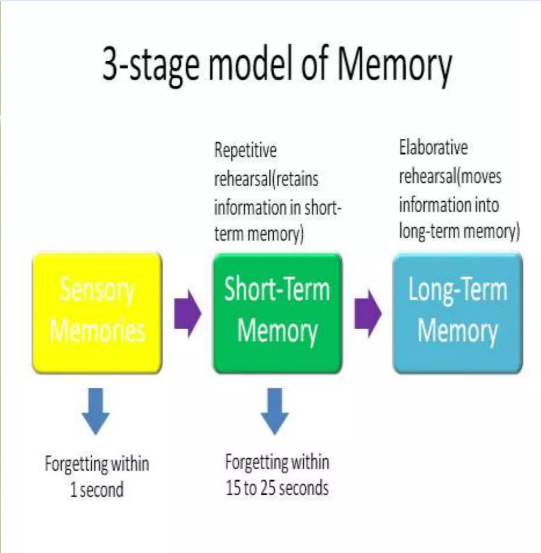 3-stage model of Memory
Repetitive
rehearsal(retains
information in short-
term memory)
Elaborative
rehearsal(moves
information into
long-term memory)
Sensory
Memories
Short-Term
Memory
Long-Term
Memory
Forgetting within
1 second
Forgetting within
15 to 25 seconds